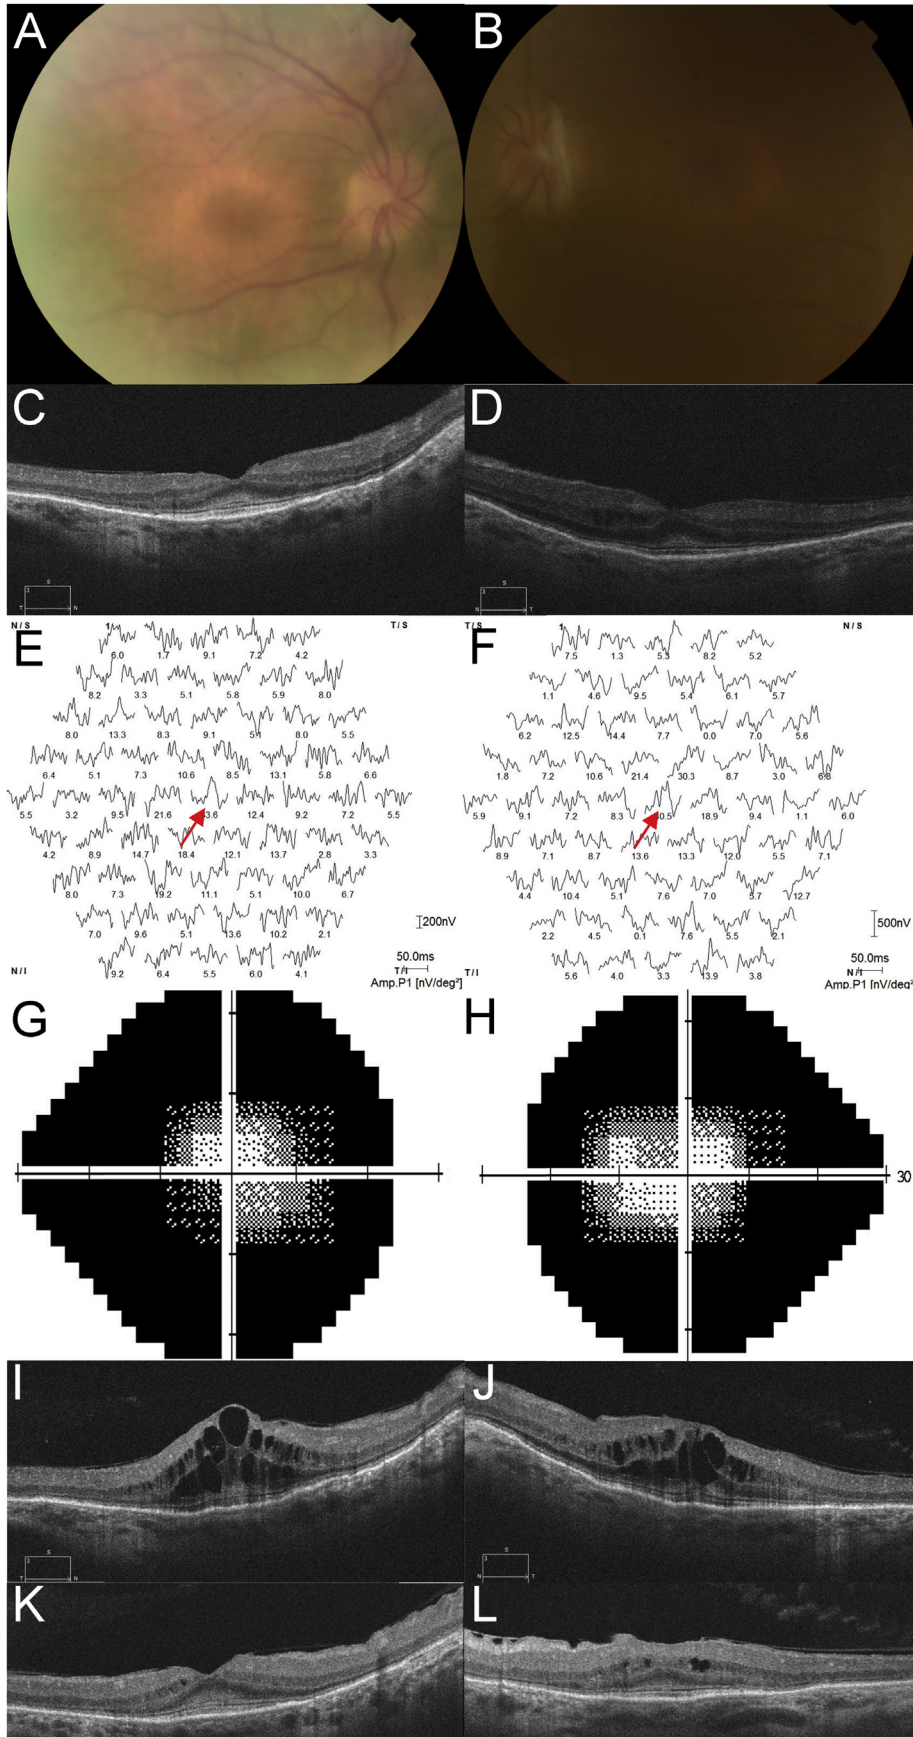 A
B
C
D
3
S
T
N
3
S
N
T
N / S
1
T / S
T / S
1
N / S
E
F
6.0 1.7 9.1 7.2 4.2
7.5 1.3 5.3 8.2 5.2
8.2 3.3 5.1 5.8 5.9 8.0
1.1 4.6 9.5 5.4 6.1 5.7
8.0 13.3 8.3 9.1 5.1 8.0 5.5
6.2 12.5 14.4 7.7 0.0 7.0 5.6
6.4 5.1 7.3 10.6 8.5 13.1 5.8 6.6
1.8 7.2 10.6 21.4 30.3 8.7 3.0 6.8
5.5 3.2 9.5 21.6 12.4 9.2 7.2 5.5
5.9 9.1 7.2 8.3 18.9 9.4 1.1 6.0
4.2 8.9 14.7 18.4 12.1 13.7 2.8 3.3
8.9 7.1 8.7 13.6 13.3 12.0 5.5 7.1
8.0 7.3 19.2 11.1 5.1 10.0 6.7
4.4 10.4 5.1 7.6 7.0 5.7 12.7
7.0 9.6 5.1 13.6 10.2 2.1
2.2 4.5 0.1 7.6 5.5 2.1
9.2 6.4 5.5 6.0 4.1
5.6 4.0 3.3 13.9 3.8
200nV
500nV
50.0ms
50.0ms
N / I
T / I
T / I
N / I
Amp.P1 [nV/deg²]
Amp.P1 [nV/deg²
G
H
30
I
J
3
S
T
N
3
S
N
T
K
L